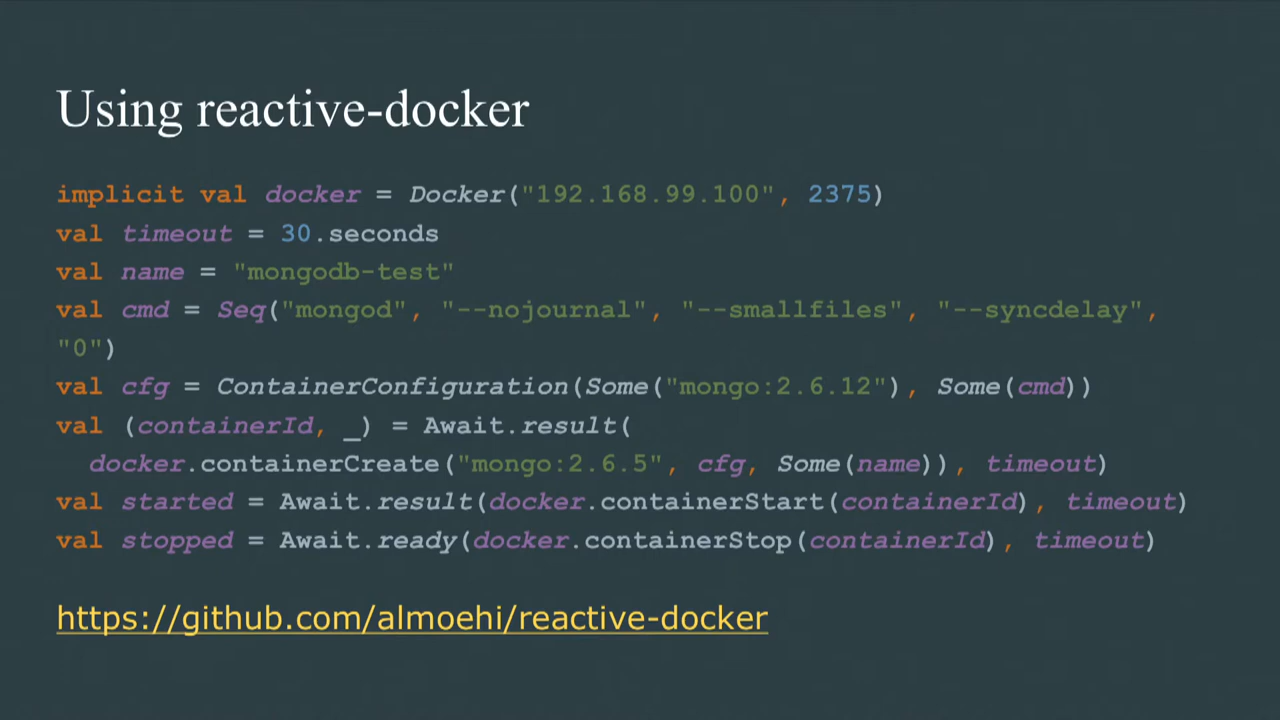 Using reactive-docker
implicit val docker = Docker("192.168.99.100", 2375)
val timeout = 30.seconds
val name = "mongodb-test"
val cmd = Seq("mongod", "--nojournal", "--smallfiles", "--syncdelay",
"0")
val cfg = ContainerConfiguration(Some("mongo:2.6.12"), Some(cmd))
val (containerId, _) = Await.result(
  docker.containerCreate("mongo:2.6.5", cfg, Some(name)), timeout)
val started = Await.result(docker.containerStart(containerId), timeout)
val stopped = Await.ready(docker.containerStop(containerId), timeout)
https://github.com/almoehi/reactive-docker